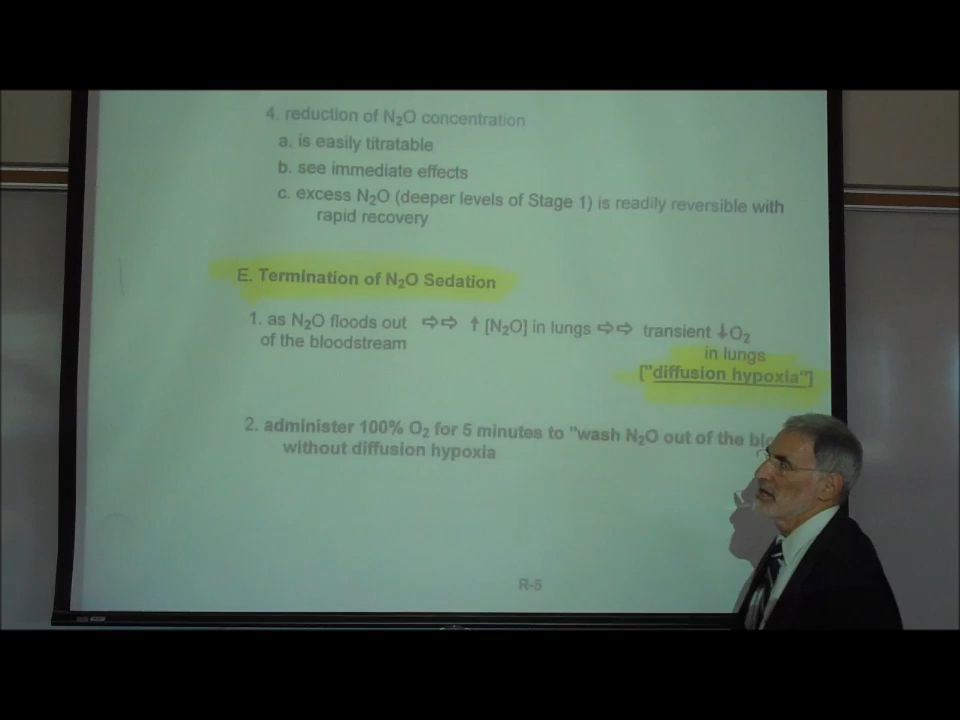 4. reduction of N₂O concentration
a. is easily titratable
b. see immediate effects
c. excess N₂O (deeper levels of Stage 1) is readily reversible with
rapid recovery
E. Termination of N₂O Sedation
1. as N₂O floods out ⇨⇨ ↑ [N₂O] in lungs ⇨⇨ transient ↓O₂
of the bloodstream
in lungs
["diffusion hypoxia"]
2. administer 100% O₂ for 5 minutes to "wash N₂O out of the
without diffusion hypoxia
R-5